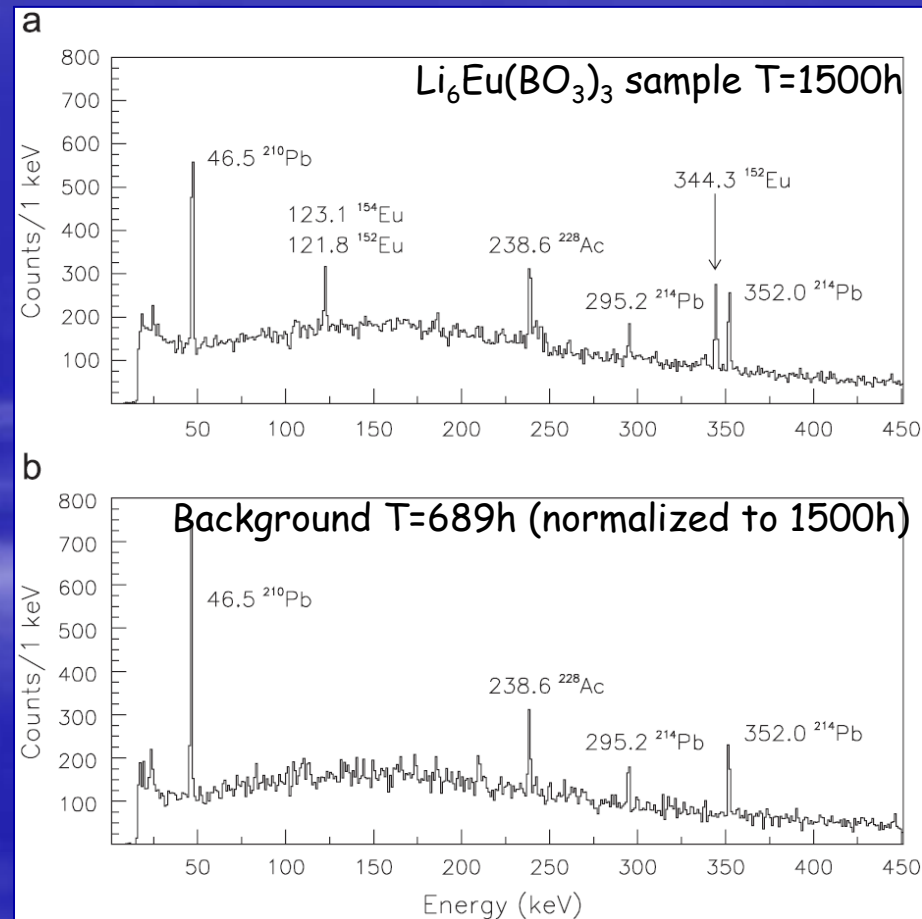 a
Li₆Eu(BO₃)₃ sample T=1500h
800
700
600
500
400
300
200
100
Counts/1 keV
46.5 ²¹⁰Pb
123.1 ¹⁵⁴Eu
121.8 ¹⁵²Eu
238.6 ²²⁸Ac
344.3 ¹⁵²Eu
295.2 ²¹⁴Pb
352.0 ²¹⁴Pb
50 100 150 200 250 300 350 400 450
b
Background T=689h (normalized to 1500h)
800
700
600
500
400
300
200
100
Counts/1 keV
46.5 ²¹⁰Pb
238.6 ²²⁸Ac
295.2 ²¹⁴Pb
352.0 ²¹⁴Pb
50 100 150 200 250 300 350 400 450
Energy (keV)